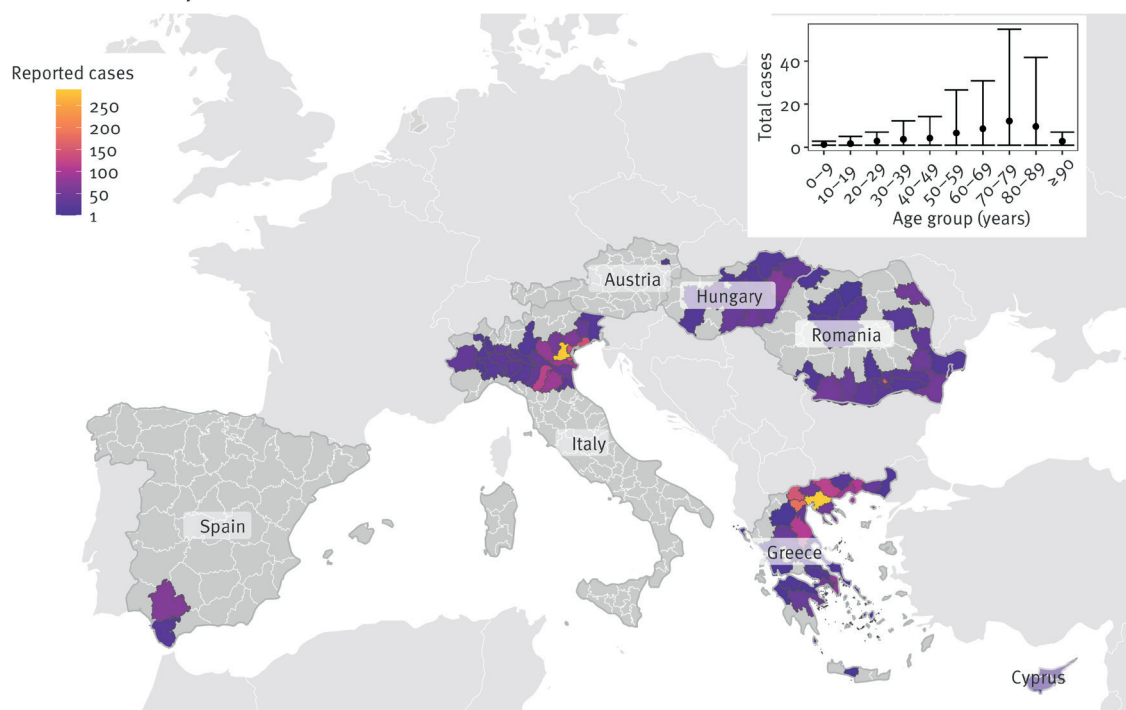 Reported cases
250
200
150
100
50
1
Total cases
40
20
0
0–9
10–19
20–29
30–39
40–49
50–59
60–69
70–79
80–89
≥90
Age group (years)
Austria
Hungary
Romania
Italy
Spain
Greece
Cyprus